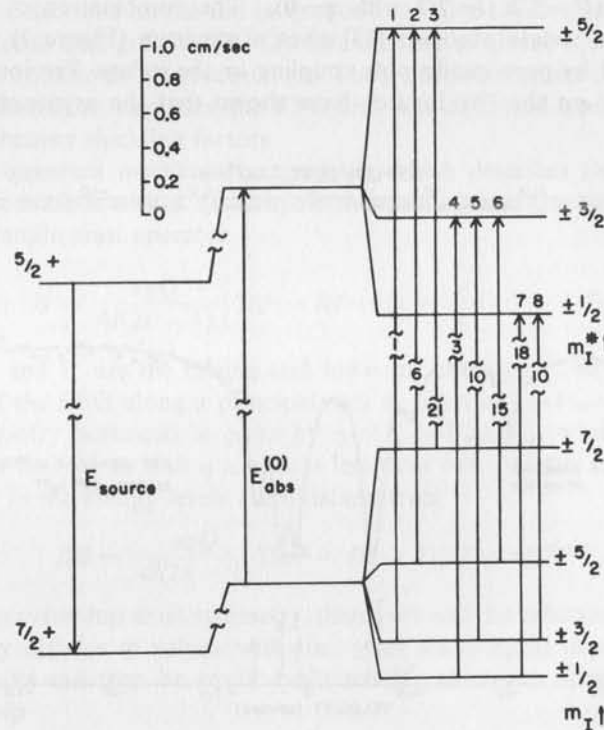 1 2 3 ± 5/2
1.0 cm/sec
0.8
0.6
0.4
0.2
0
4 5 6 ± 3/2
5/2 +
7 8 ± 1/2
m_I* ↑
1 3 18
6 10 10
21 15
± 7/2
E_source E_abs^(0)
± 5/2
7/2 +
± 3/2
± 1/2
m_I ↑